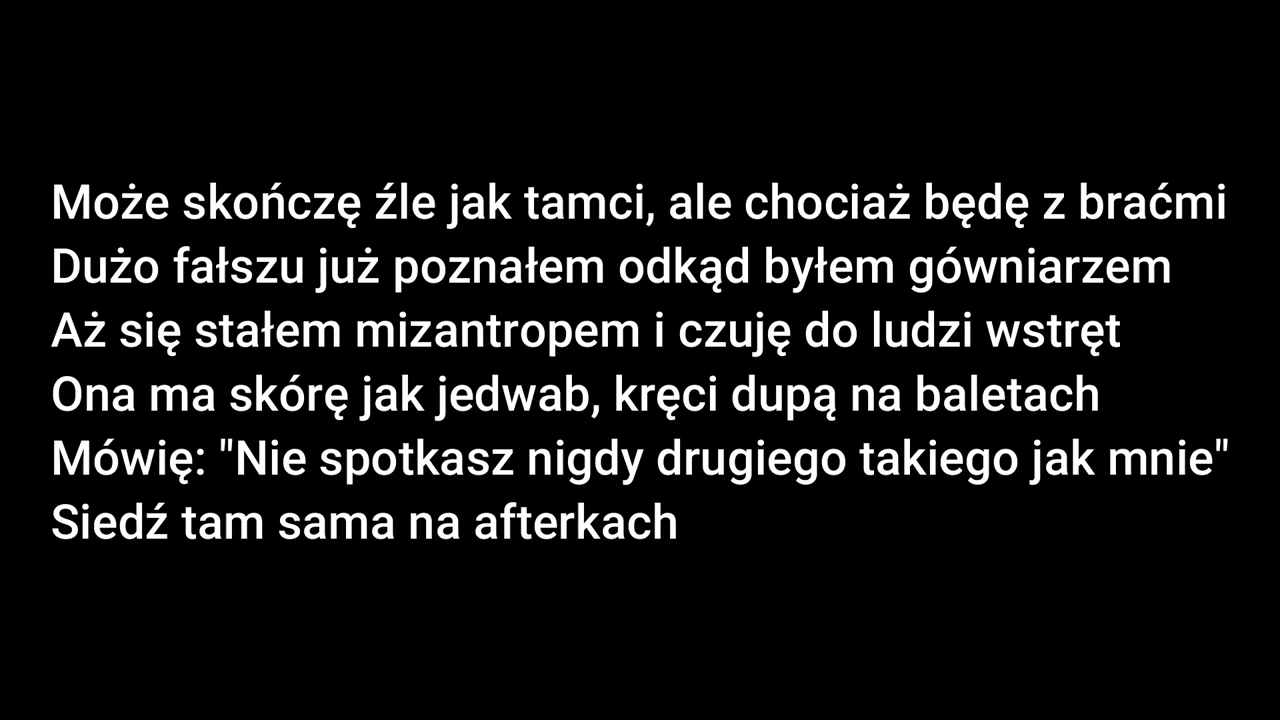 Może skończę źle jak tamci, ale chociaż będę z braćmi
Dużo fałszu już poznałem odkąd byłem gówniarzem
Aż się stałem mizantropem i czuję do ludzi wstręt
Ona ma skórę jak jedwab, kręci dupą na baletach
Mówię: "Nie spotkasz nigdy drugiego takiego jak mnie"
Siedź tam sama na afterkach